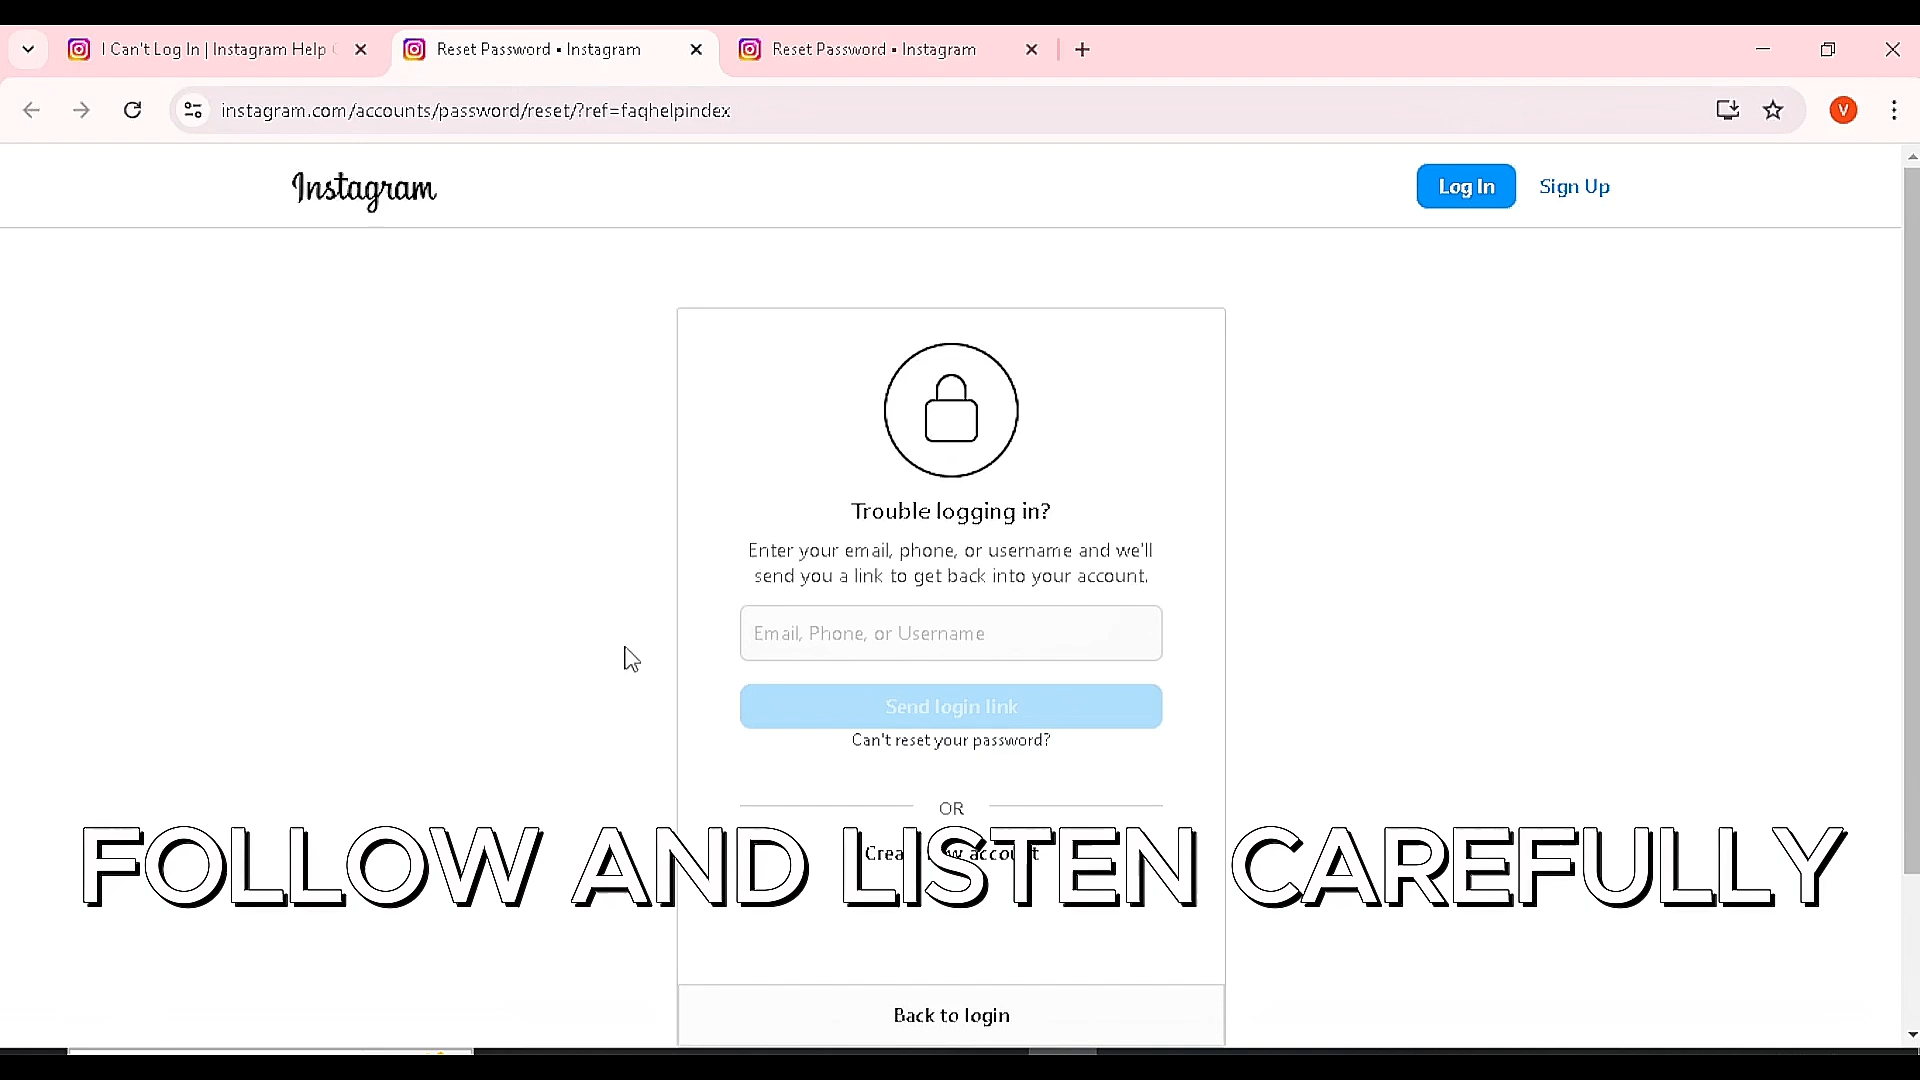 I Can't Log In | Instagram Help
Reset Password • Instagram
Reset Password • Instagram
instagram.com/accounts/password/reset/?ref=faqhelpindex
V
Instagram
Log In
Sign Up
Trouble logging in?
Enter your email, phone, or username and we'll
send you a link to get back into your account.
Email, Phone, or Username
Send login link
Can't reset your password?
OR
Create new account
FOLLOW AND LISTEN CAREFULLY
Back to login